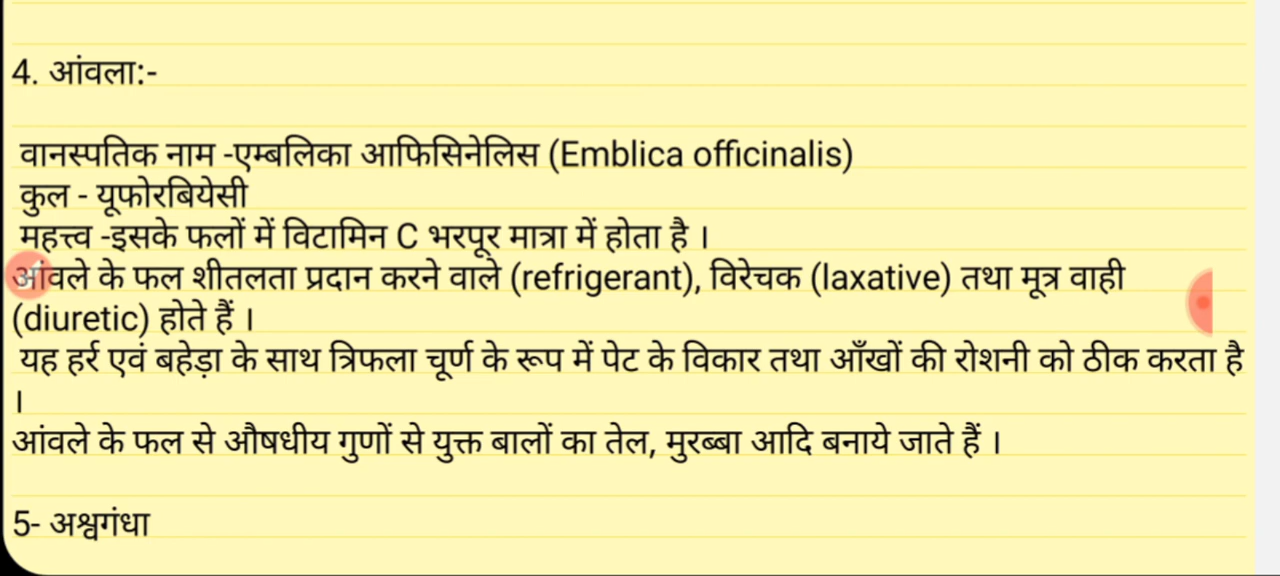 4. आंवला:-
वानस्पतिक नाम -एम्बलिका आफिसिनेलिस (Emblica officinalis)
कुल - यूफोरबियेसी
महत्त्व -इसके फलों में विटामिन C भरपूर मात्रा में होता है ।
आंवले के फल शीतलता प्रदान करने वाले (refrigerant), विरेचक (laxative) तथा मूत्र वाही
(diuretic) होते हैं ।
यह हर्र एवं बहेड़ा के साथ त्रिफला चूर्ण के रूप में पेट के विकार तथा आँखों की रोशनी को ठीक करता है
।
आंवले के फल से औषधीय गुणों से युक्त बालों का तेल, मुरब्बा आदि बनाये जाते हैं ।
5- अश्वगंधा